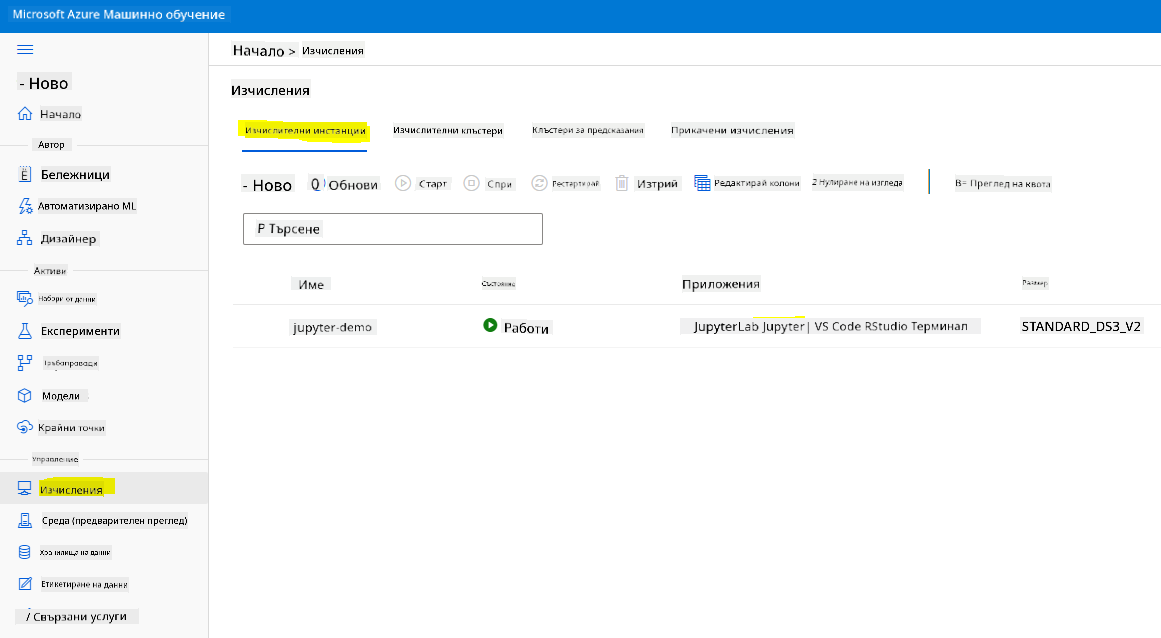 Microsoft Azure Машинно обучение
Начало > Изчисления
- Ново
Начало
Автор
Бележници
Автоматизирано ML
Дизайнер
Активи
Набори от данни
Експерименти
Тръбопроводи
Модели
Крайни точки
Управление
Изчисления
Среда (предварителен преглед)
Хранилища на данни
Етикетиране на данни
/ Свързани услуги
Изчисления
Изчислителни инстанции Изчислителни клъстери Клъстери за предсказания Прикачени изчисления
- Ново Обнови Старт Спри Рестартирай Изтрий Редактирай колони 2 Нулиране на изгледа В= Преглед на квота
Р Търсене
Име Състояние Приложения Размер
jupyter-demo Работи JupyterLab Jupyter| VS Code RStudio Терминал STANDARD_DS3_V2